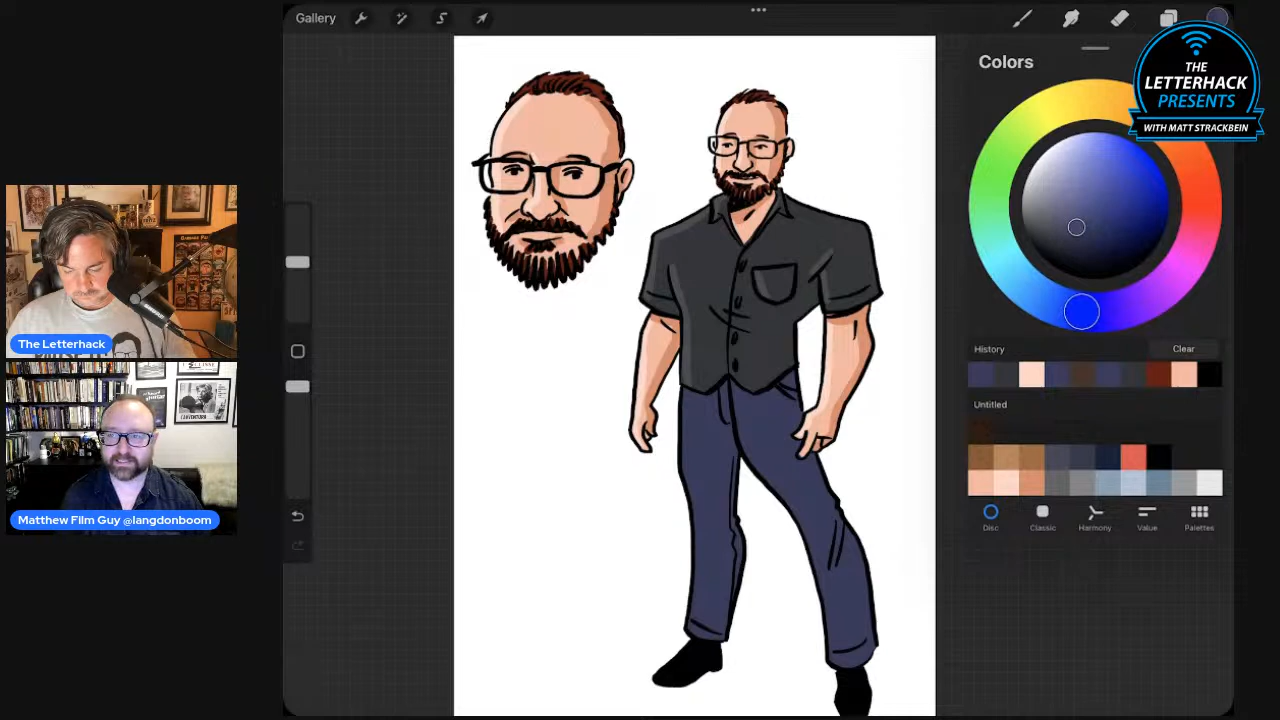 Gallery
Colors
THE
LETTERHACK
PRESENTS
WITH MATT STRACKBEIN
The Letterhack
Matthew Film Guy @langdonboom
History
Clear
Untitled
Disc
Classic
Harmony
Value
Palettes